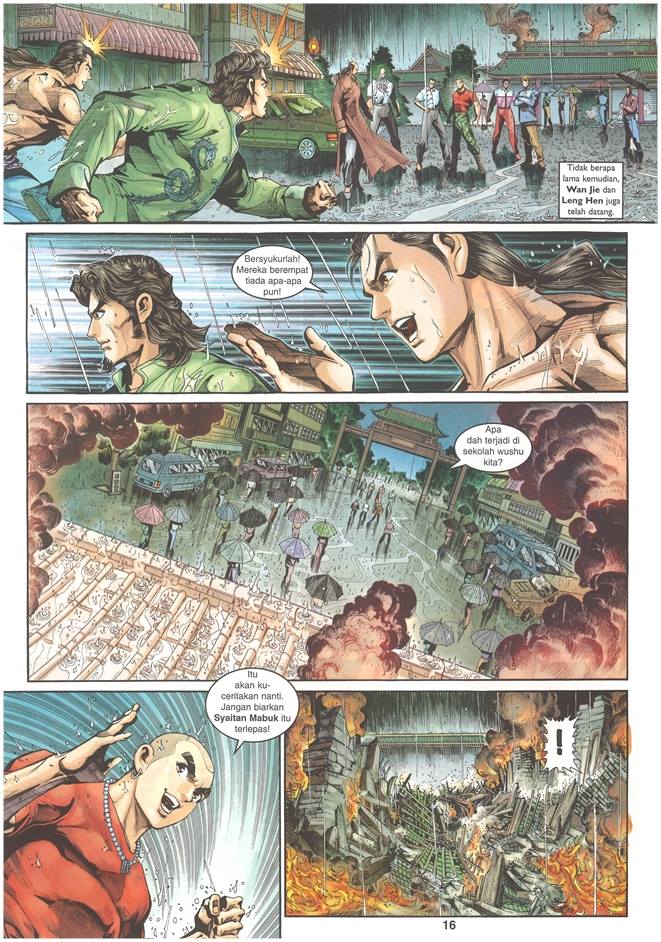 Tidak berapa
lama kemudian,
Wan Jie dan
Leng Hen juga
telah datang.
Bersyukurlah!
Mereka berempat
tiada apa-apa
pun!
Apa
dah terjadi di
sekolah wushu
kita?
Itu
akan ku-
ceritakan nanti.
Jangan biarkan
Syaitan Mabuk itu
terlepas!
!
16